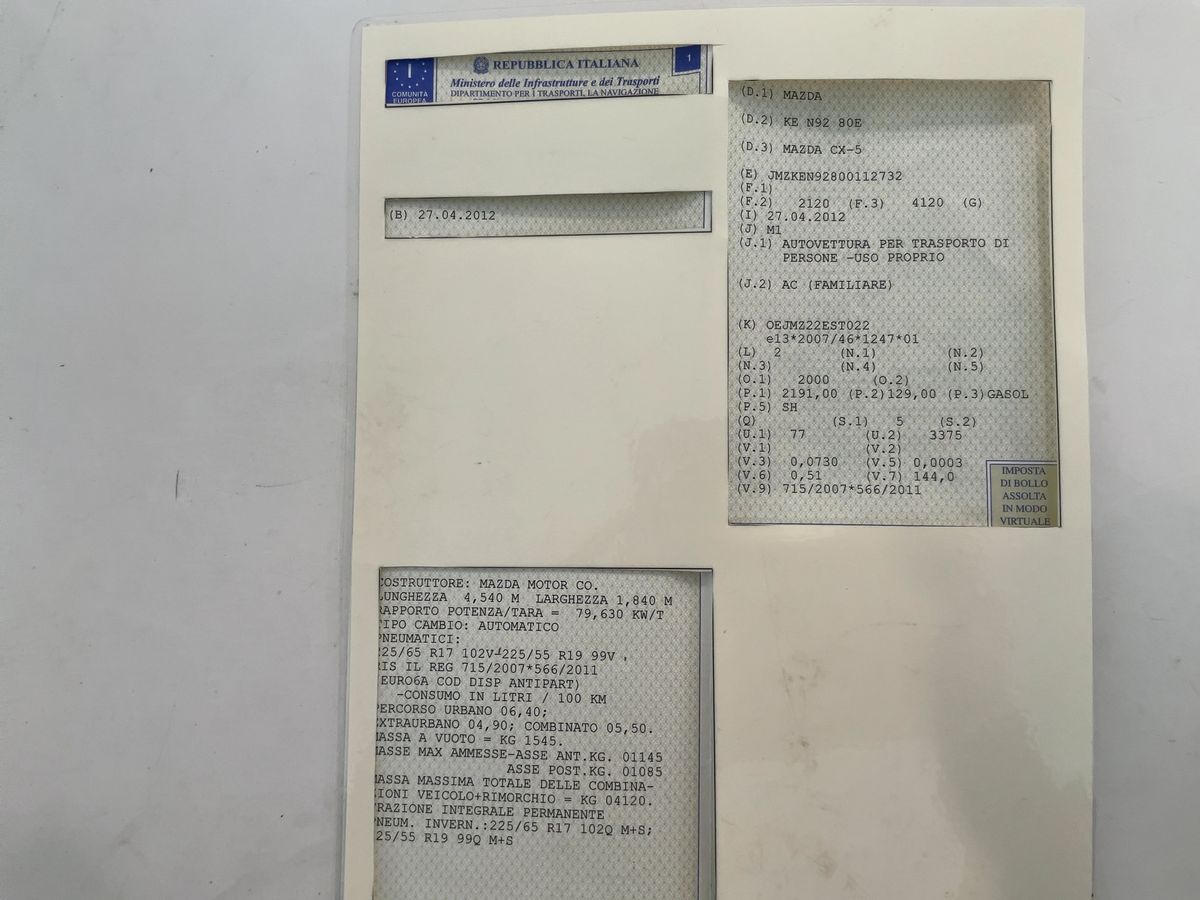 REPUBBLICA ITALIANA
1
I
COMUNITÀ
EUROPEA
Ministero delle Infrastrutture e dei Trasporti
DIPARTIMENTO PER I TRASPORTI, LA NAVIGAZIONE
(B) 27.04.2012
OSTRUTTORE: MAZDA MOTOR CO.
UNGHEZZA 4,540 M LARGHEZZA 1,840 M
RAPPORTO POTENZA/TARA = 79,630 KW/T
TIPO CAMBIO: AUTOMATICO
PNEUMATICI:
25/65 R17 102V-225/55 R19 99V ,
RIS IL REG 715/2007*566/2011
EURO6A COD DISP ANTIPART)
-CONSUMO IN LITRI / 100 KM
PERCORSO URBANO 06,40;
EXTRAURBANO 04,90; COMBINATO 05,50.
MASSA A VUOTO = KG 1545.
MASSE MAX AMMESSE-ASSE ANT.KG. 01145
ASSE POST.KG. 01085
MASSA MASSIMA TOTALE DELLE COMBINA-
ZIONI VEICOLO+RIMORCHIO = KG 04120.
TRAZIONE INTEGRALE PERMANENTE
PNEUM. INVERN.:225/65 R17 102Q M+S;
25/55 R19 99Q M+S
(D.1) MAZDA
(D.2) KE N92 80E
(D.3) MAZDA CX-5
(E) JMZKEN92800112732
(F.1)
(F.2) 2120 (F.3) 4120 (G)
(I) 27.04.2012
(J) M1
(J.1) AUTOVETTURA PER TRASPORTO DI
PERSONE -USO PROPRIO
(J.2) AC (FAMILIARE)
(K) OEJMZ22EST022
e13*2007/46*1247*01
(L) 2 (N.1) (N.2)
(N.3) (N.4) (N.5)
(O.1) 2000 (O.2)
(P.1) 2191,00 (P.2)129,00 (P.3)GASOL
(P.5) SH
(Q) (S.1) 5 (S.2)
(U.1) 77 (U.2) 3375
(V.1) (V.2)
(V.3) 0,0730 (V.5) 0,0003
(V.6) 0,51 (V.7) 144,0
(V.9) 715/2007*566/2011
IMPOSTA
DI BOLLO
ASSOLTA
IN MODO
VIRTUALE